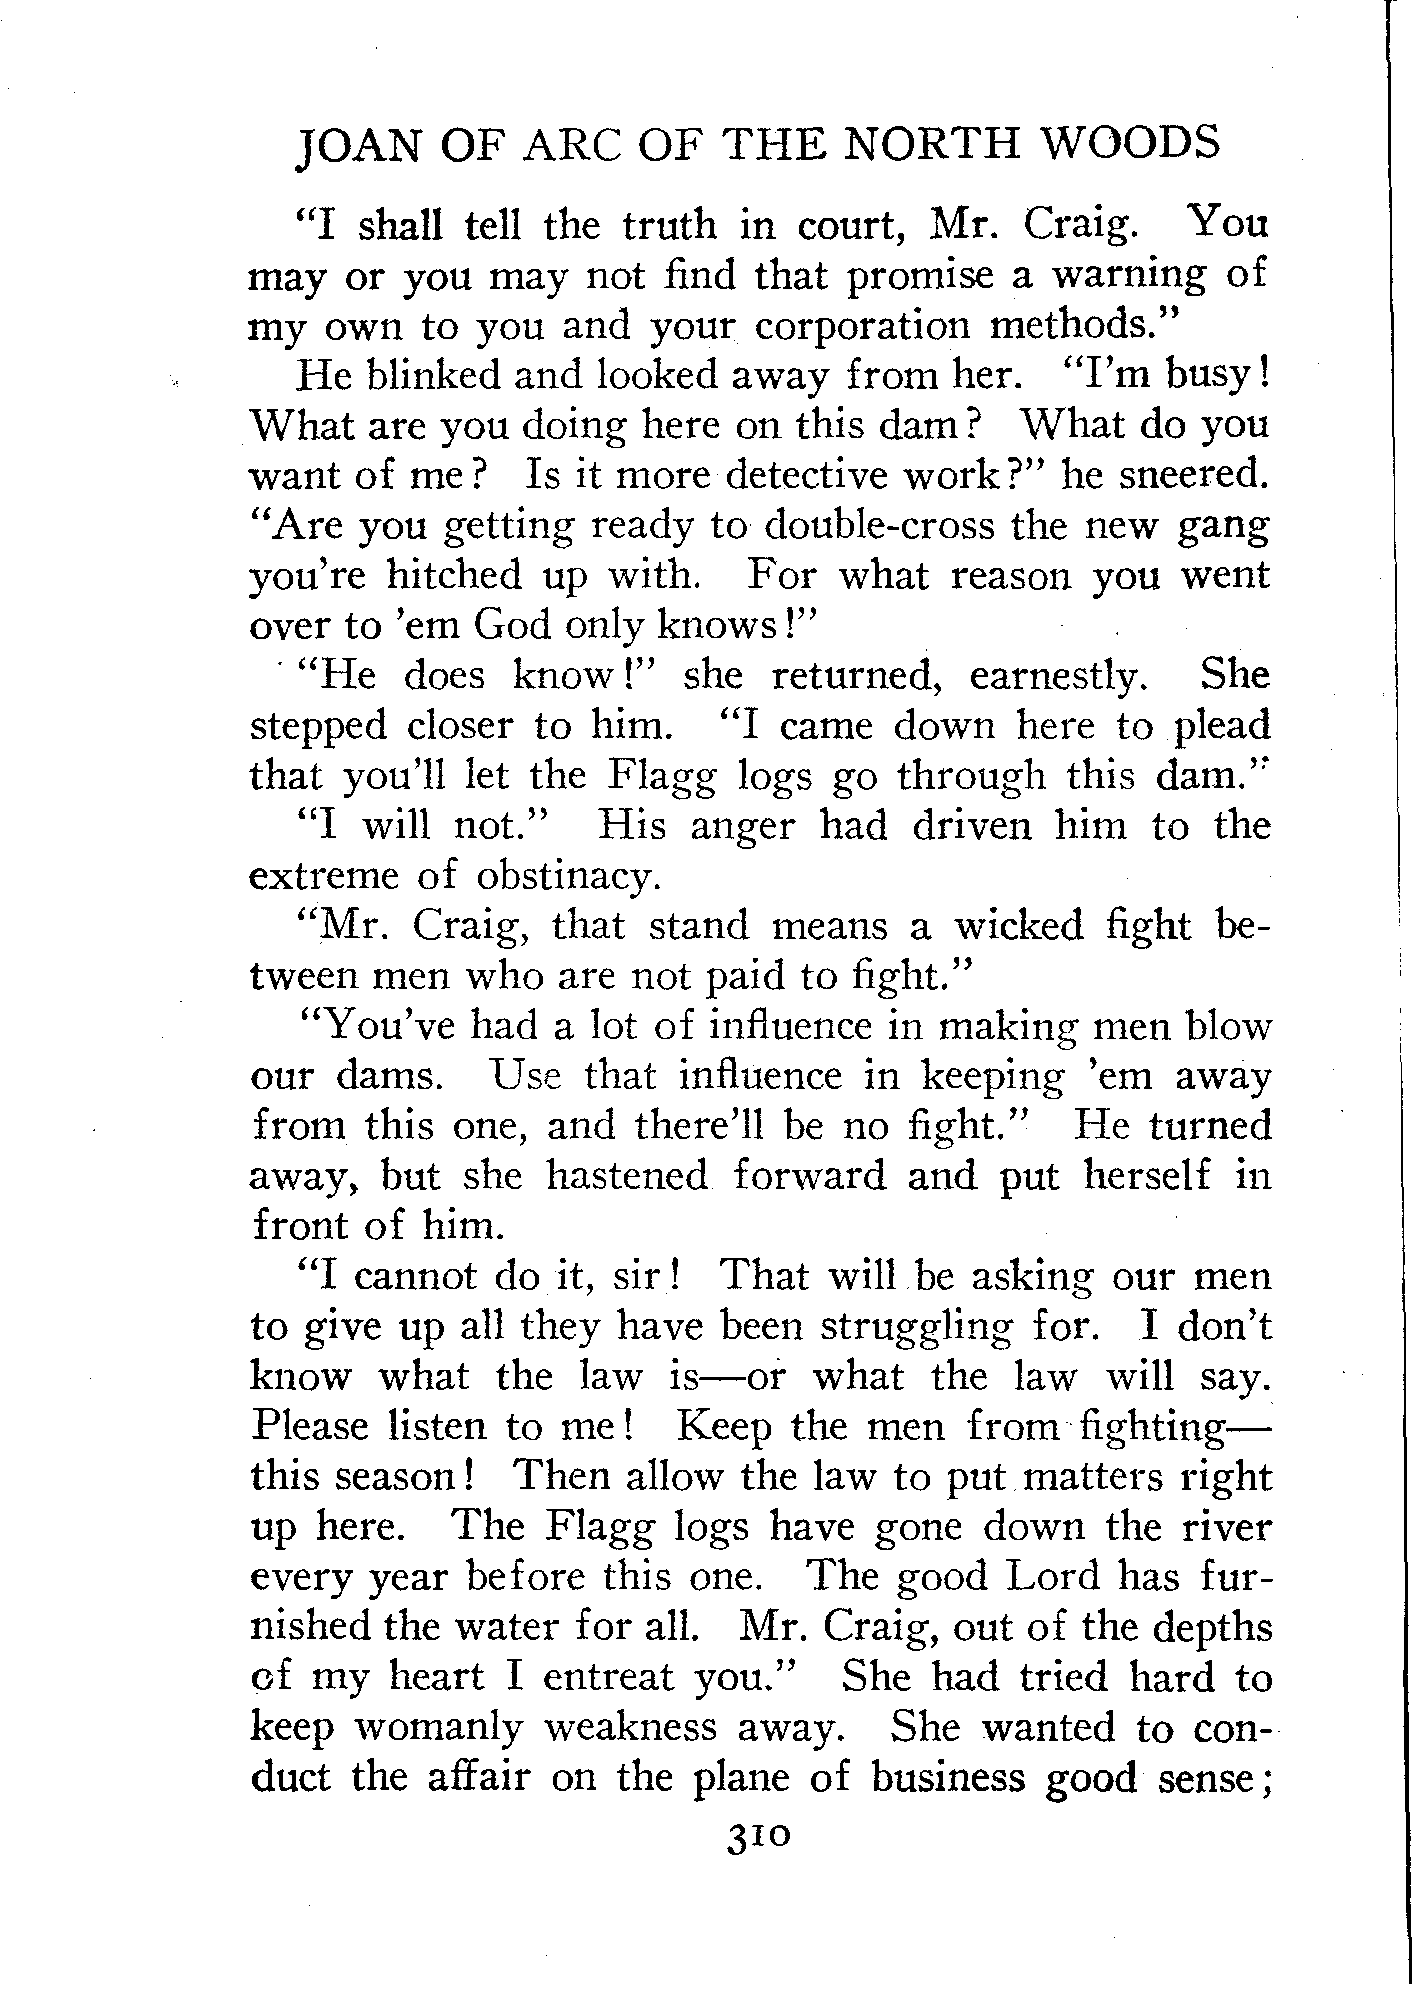 JOAN OF ARC OF THE NORTH WOODS
"I shall tell the truth in court, Mr. Craig. You
may or you may not find that promise a warning of
my own to you and your corporation methods."
He blinked and looked away from her. "I'm busy!
What are you doing here on this dam? What do you
want of me? Is it more detective work?" he sneered.
"Are you getting ready to double-cross the new gang
you're hitched up with. For what reason you went
over to 'em God only knows!"
"He does know!" she returned, earnestly. She
stepped closer to him. "I came down here to plead
that you'll let the Flagg logs go through this dam."
"I will not." His anger had driven him to the
extreme of obstinacy.
"Mr. Craig, that stand means a wicked fight be-
tween men who are not paid to fight."
"You've had a lot of influence in making men blow
our dams. Use that influence in keeping 'em away
from this one, and there'll be no fight." He turned
away, but she hastened forward and put herself in
front of him.
"I cannot do it, sir! That will be asking our men
to give up all they have been struggling for. I don't
know what the law is—or what the law will say.
Please listen to me! Keep the men from fighting—
this season! Then allow the law to put matters right
up here. The Flagg logs have gone down the river
every year before this one. The good Lord has fur-
nished the water for all. Mr. Craig, out of the depths
of my heart I entreat you." She had tried hard to
keep womanly weakness away. She wanted to con-
duct the affair on the plane of business good sense;
310